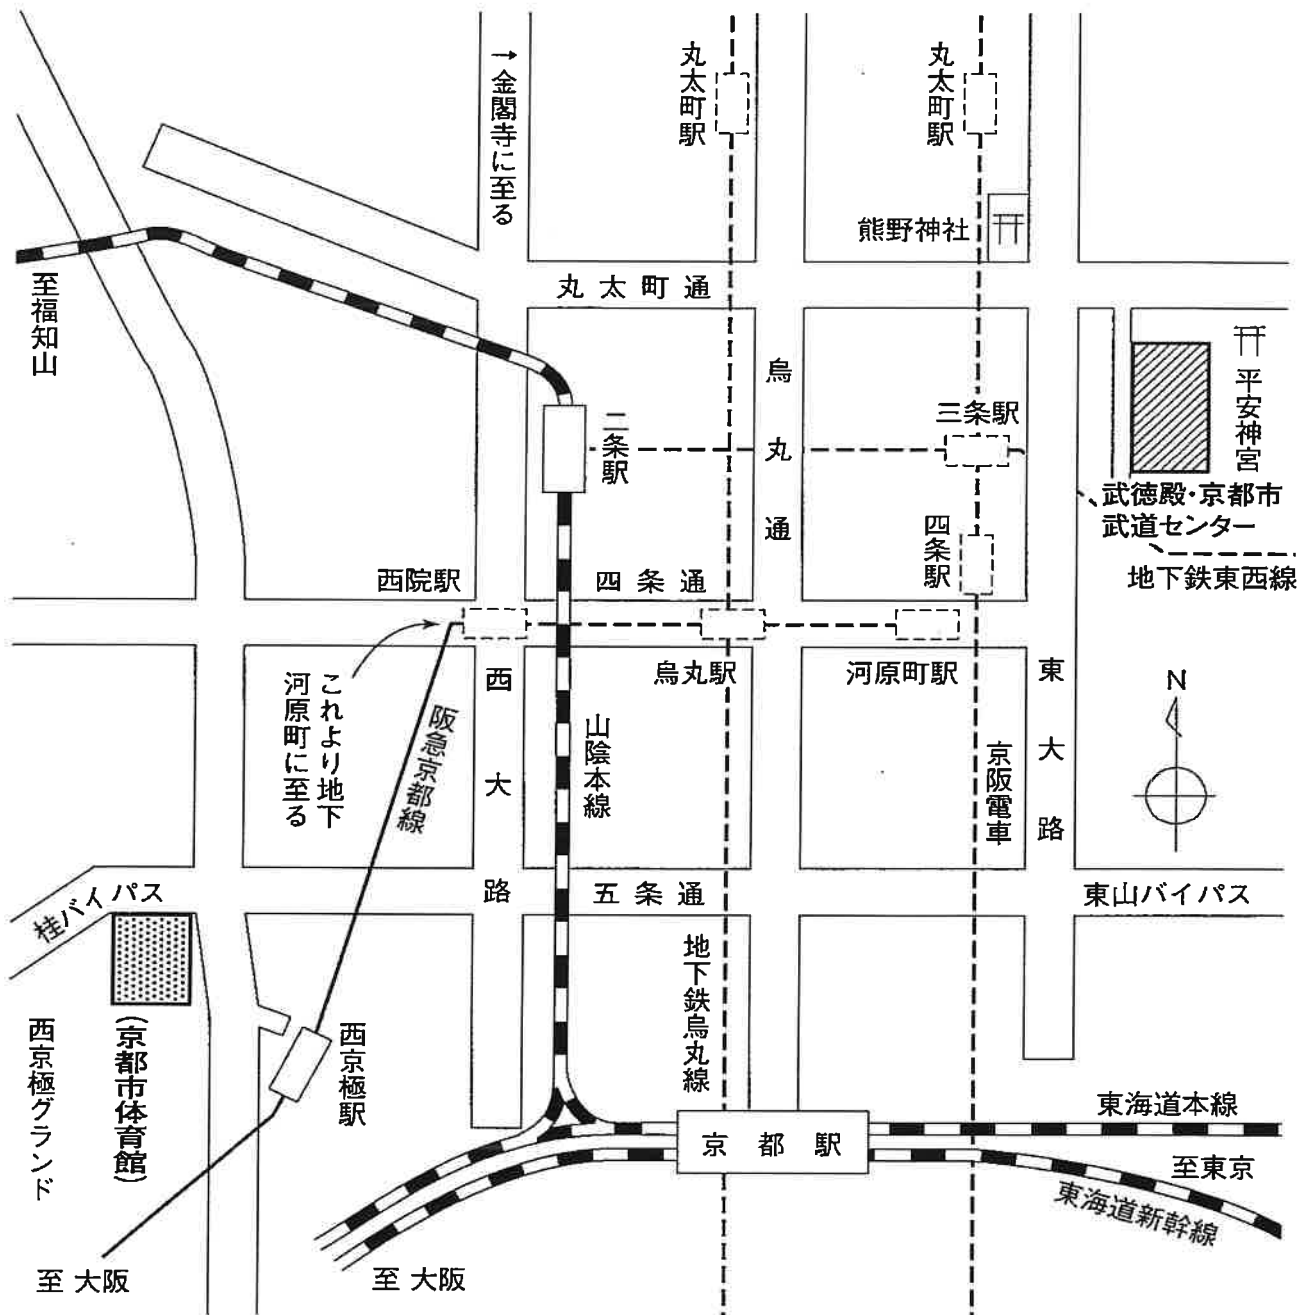 →金閣寺に至る
丸太町駅
丸太町駅
熊野神社
至福知山
丸太町通
烏丸通
二条駅
三条駅
平安神宮
武徳殿・京都市
武道センター
地下鉄東西線
四条駅
西院駅
四条通
烏丸駅
河原町駅
これより地下
河原町に至る
阪急京都線
西大路
山陰本線
京阪電車
東大路
N
桂バイパス
五条通
東山バイパス
西京極グランド
(京都市体育館)
西京極駅
地下鉄烏丸線
京都駅
東海道本線
至東京
東海道新幹線
至 大阪
至 大阪